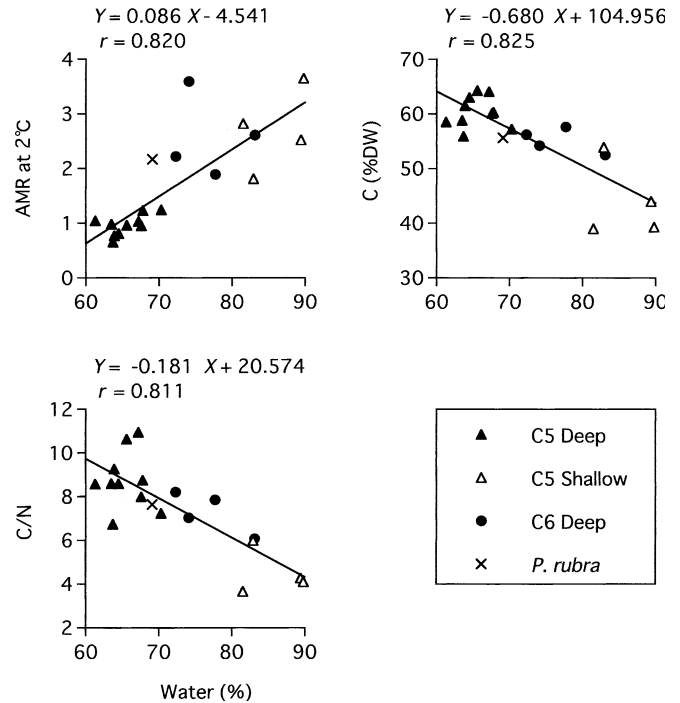 Y = 0.086 X - 4.541
r = 0.820
AMR at 2℃
4
3
2
1
0
60 70 80 90
Y = -0.680 X + 104.956
r = 0.825
C (%DW)
70
60
50
40
30
60 70 80 90
Y = -0.181 X + 20.574
r = 0.811
C/N
12
10
8
6
4
2
60 70 80 90
Water (%)
C5 Deep
C5 Shallow
C6 Deep
P. rubra